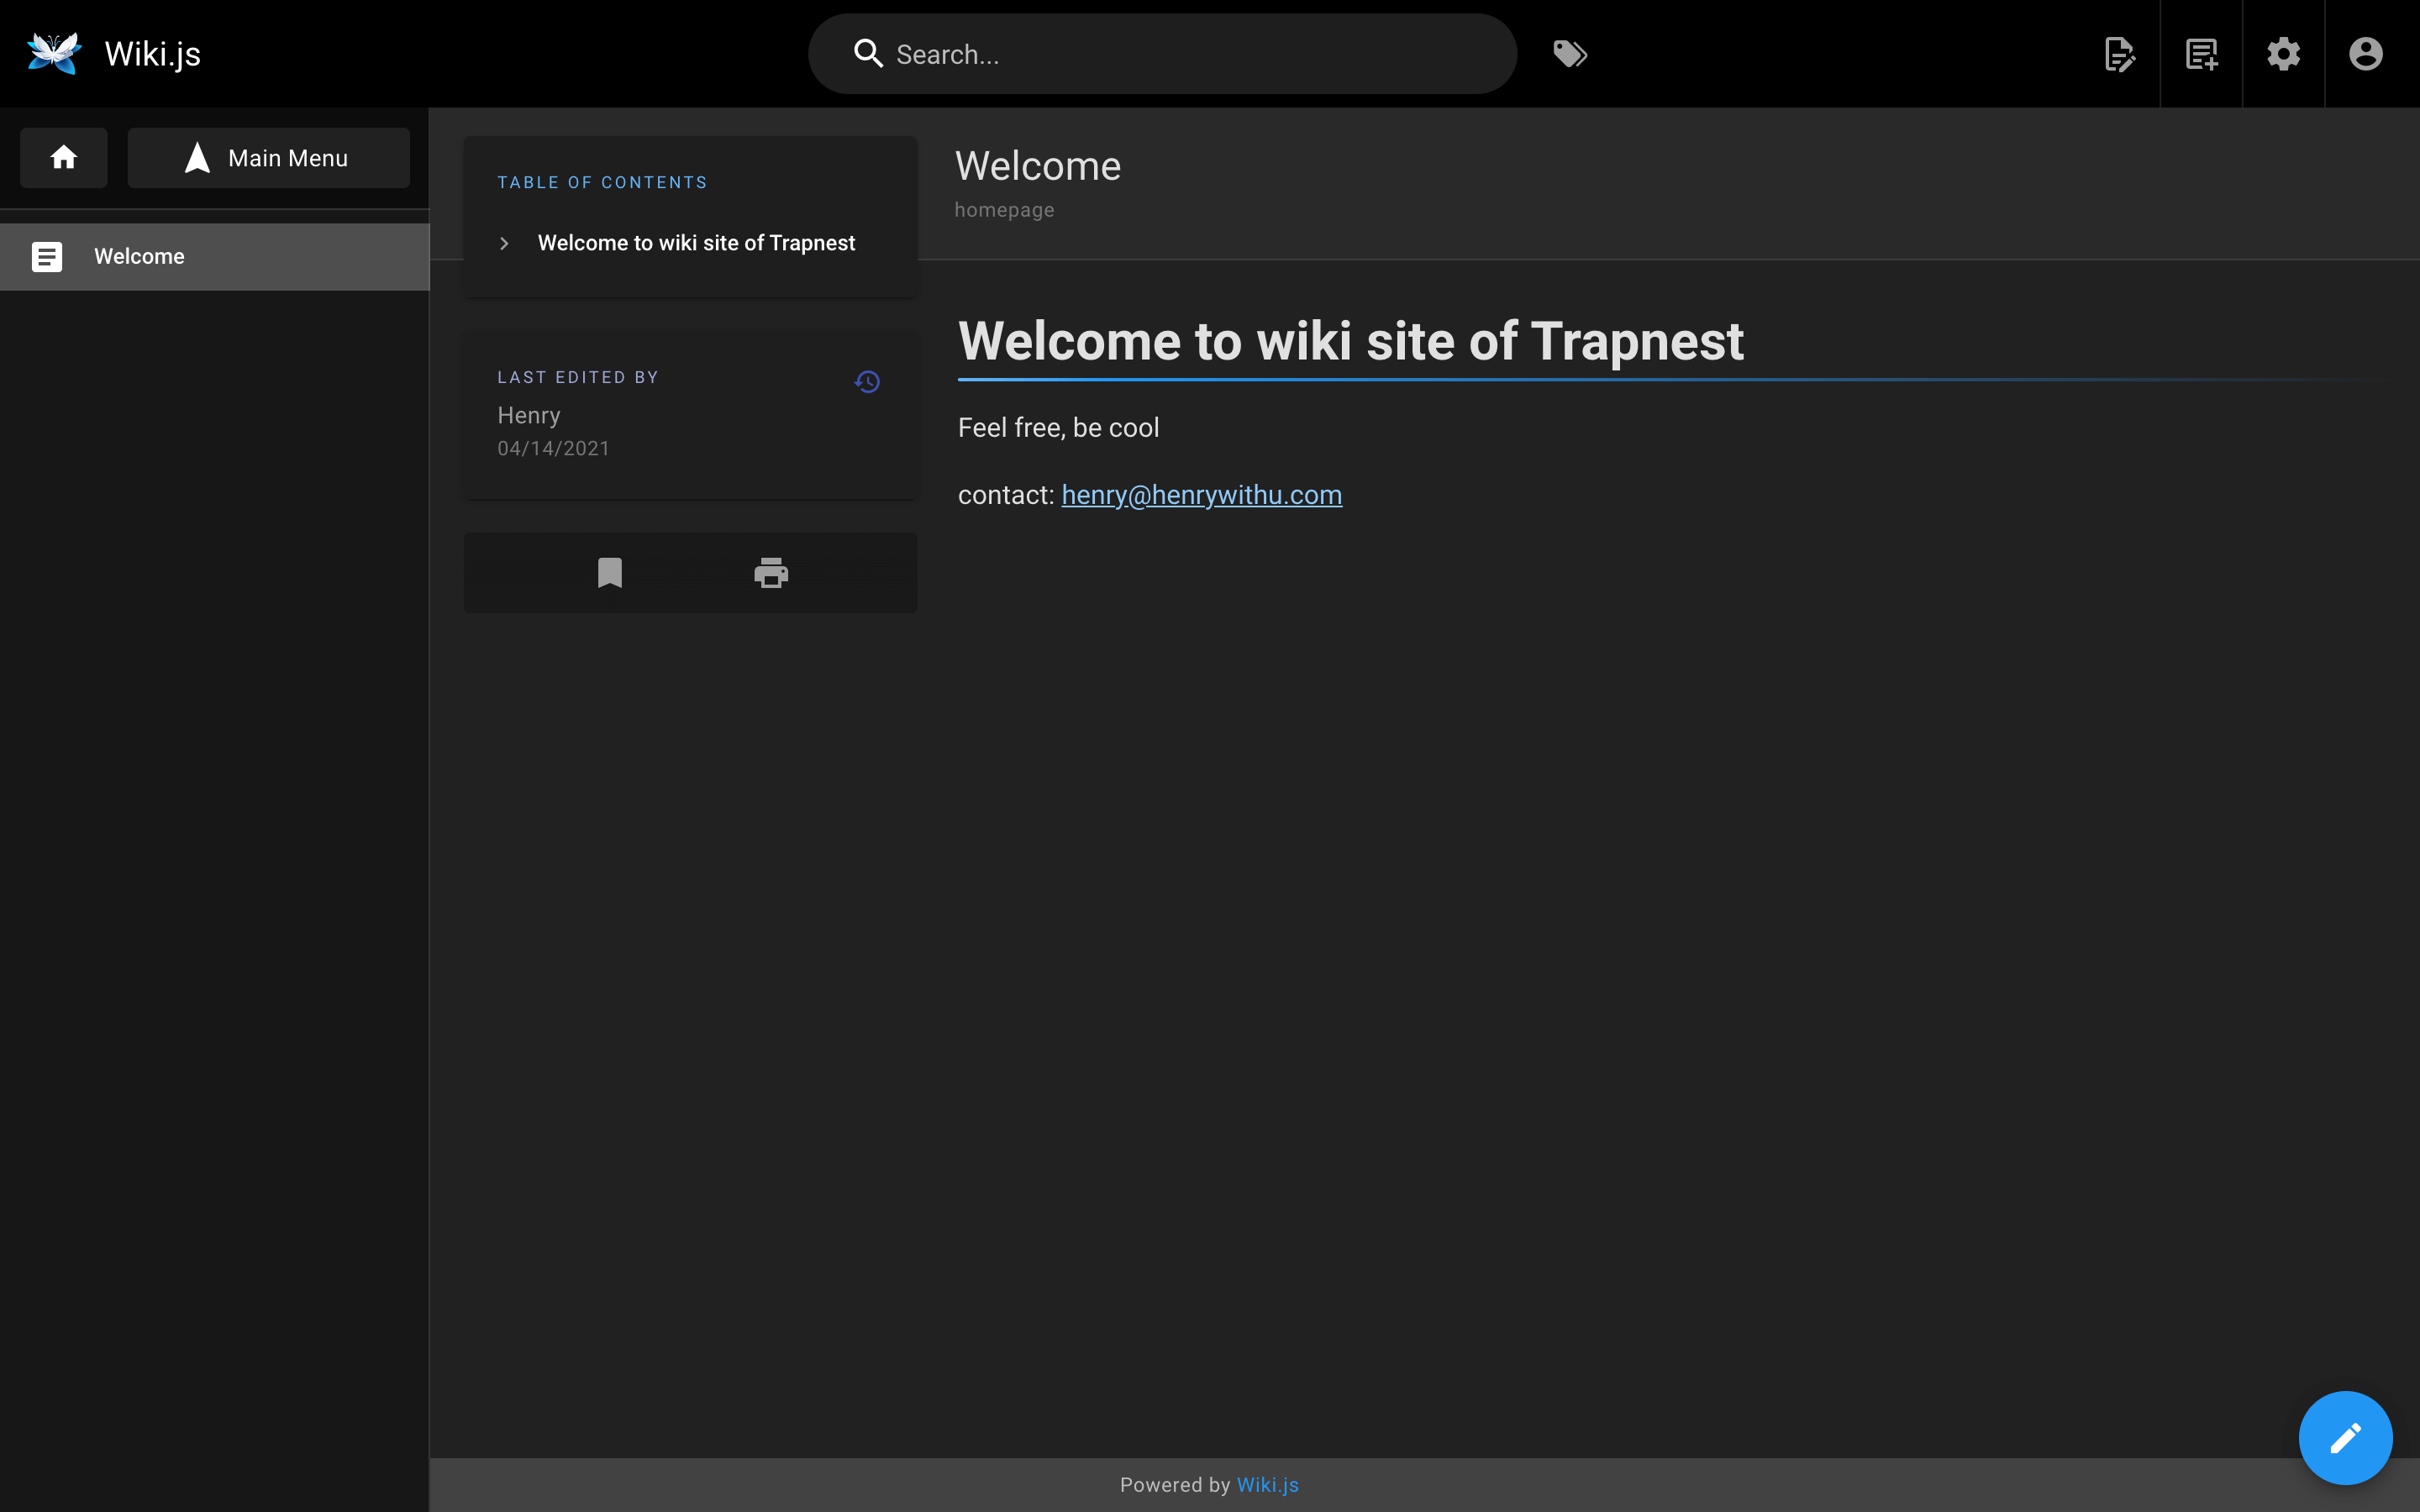 Wiki.js
Search...
Main Menu
Welcome
TABLE OF CONTENTS
Welcome to wiki site of Trapnest
LAST EDITED BY
Henry
04/14/2021
Welcome
homepage
Welcome to wiki site of Trapnest
Feel free, be cool
contact: henry@henrywithu.com
Powered by Wiki.js